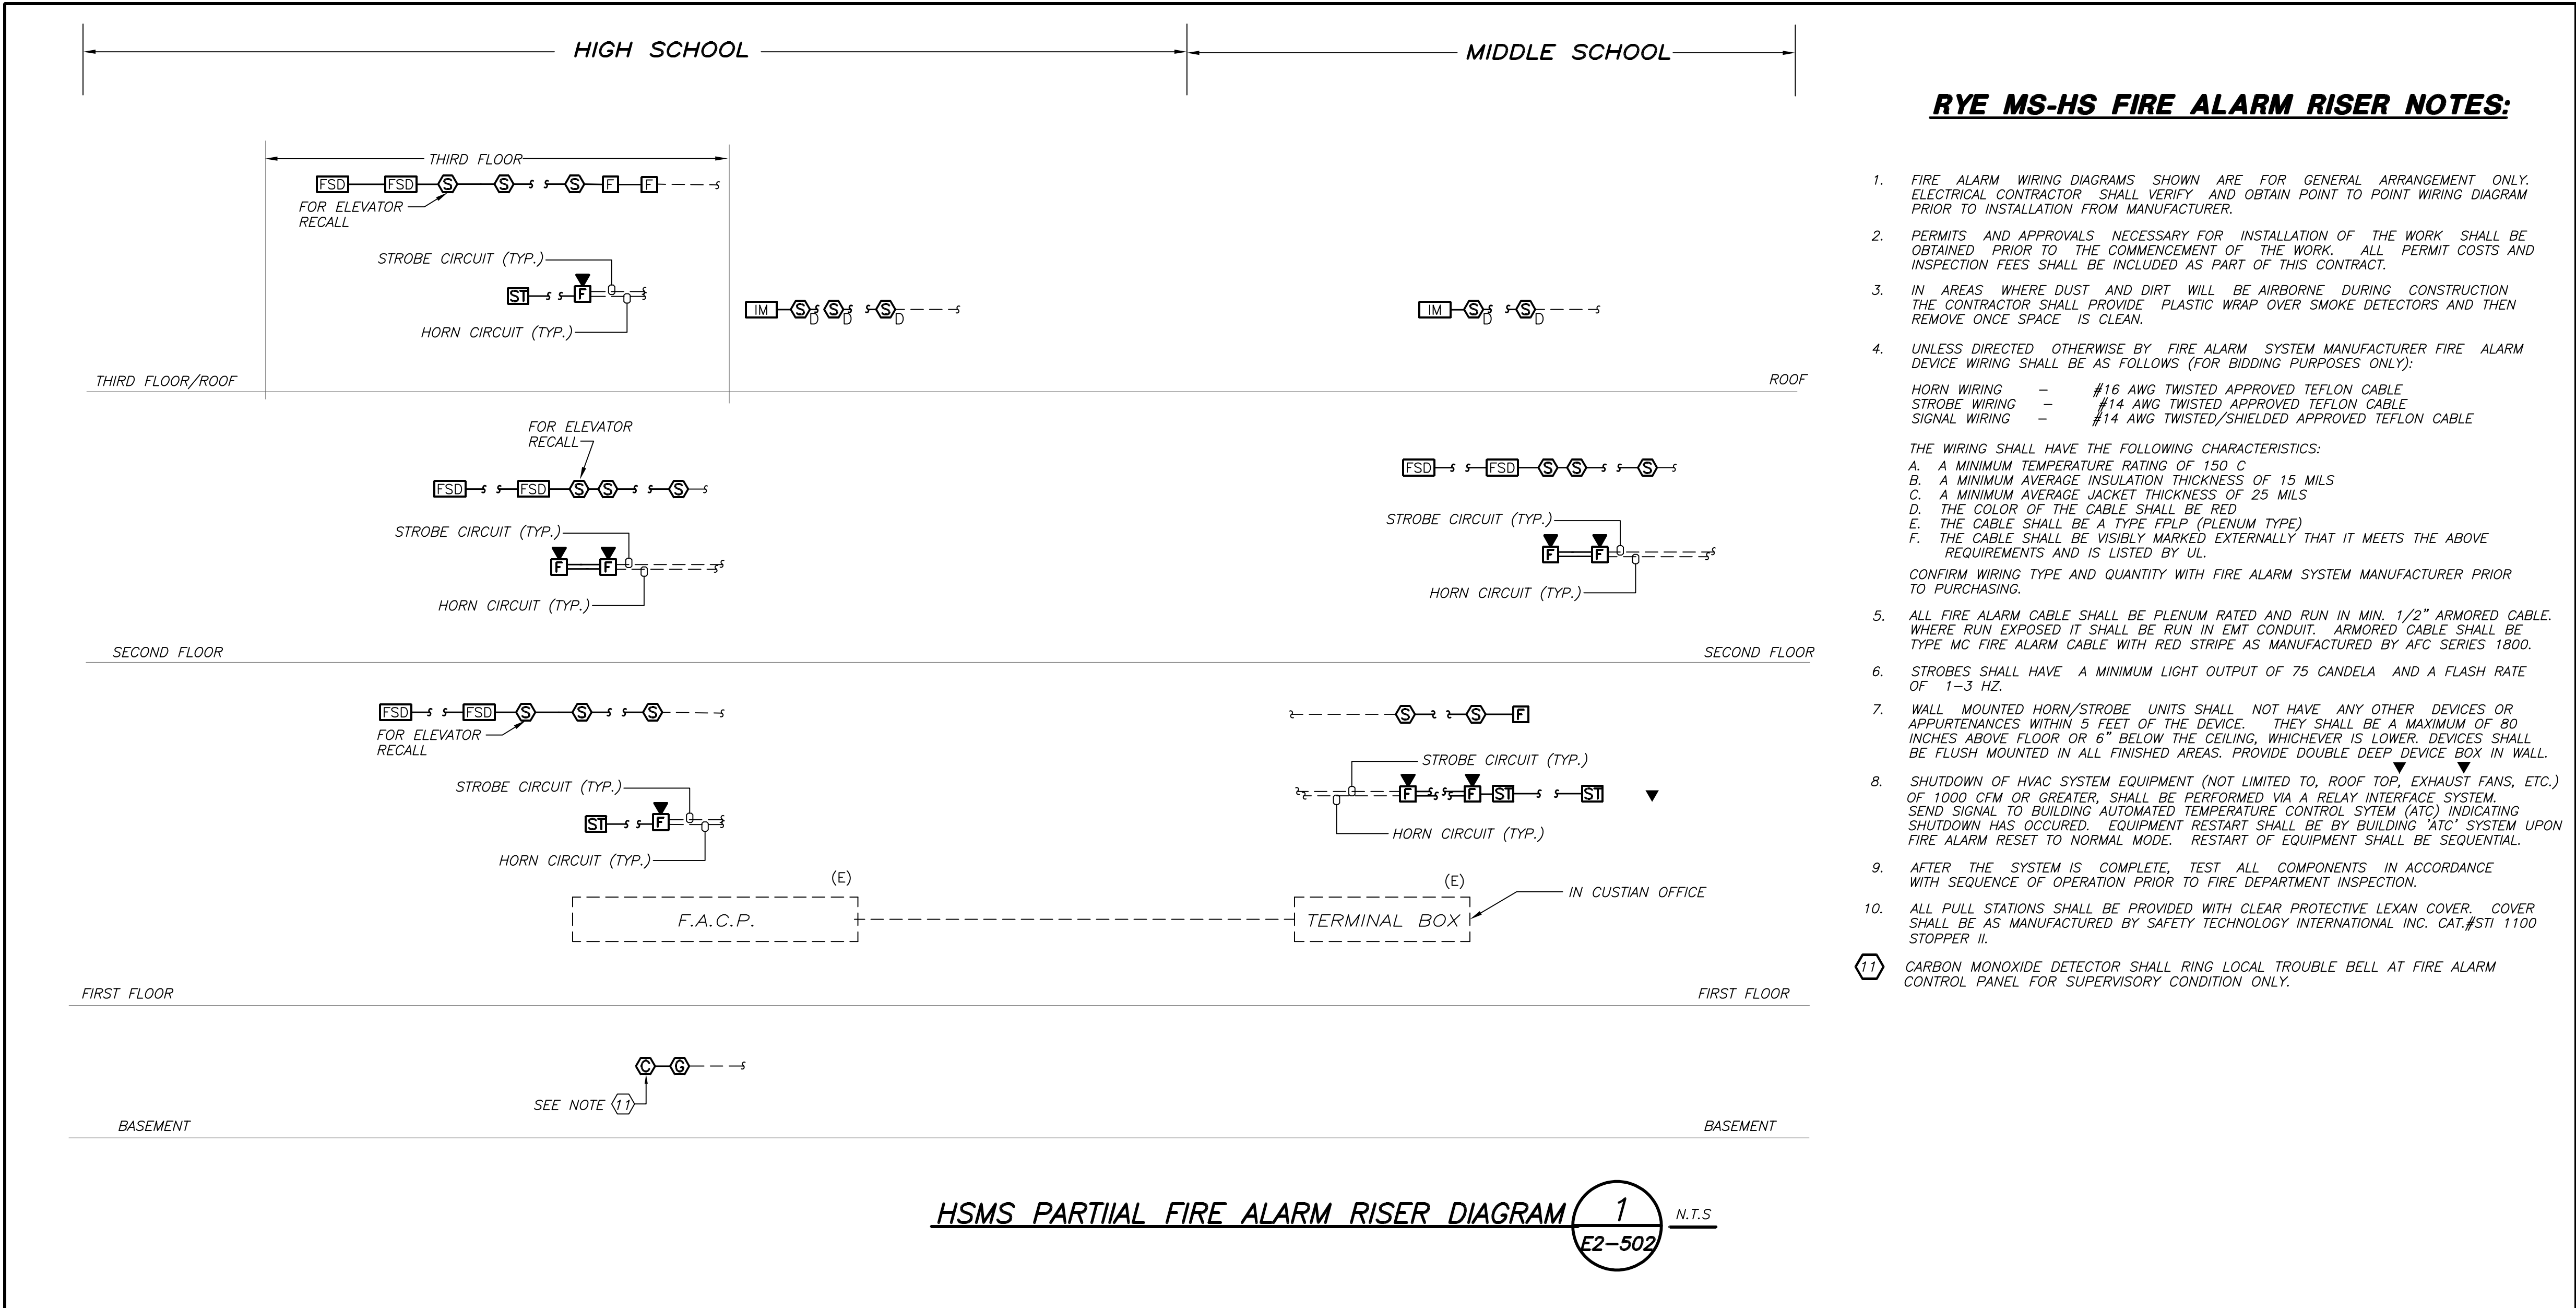 HIGH SCHOOL
MIDDLE SCHOOL
THIRD FLOOR
FSD FSD S S S F F
FOR ELEVATOR
RECALL
STROBE CIRCUIT (TYP.)
ST F
HORN CIRCUIT (TYP.)
IM S D S D S D
IM S D S D
THIRD FLOOR/ROOF
ROOF
FOR ELEVATOR
RECALL
FSD FSD S S S
STROBE CIRCUIT (TYP.)
F F
HORN CIRCUIT (TYP.)
FSD FSD S S S
STROBE CIRCUIT (TYP.)
F F
HORN CIRCUIT (TYP.)
SECOND FLOOR
SECOND FLOOR
FSD FSD S S S
FOR ELEVATOR
RECALL
STROBE CIRCUIT (TYP.)
ST F
HORN CIRCUIT (TYP.)
S S F
STROBE CIRCUIT (TYP.)
F F ST ST
HORN CIRCUIT (TYP.)
(E)
F.A.C.P.
(E)
TERMINAL BOX
IN CUSTIAN OFFICE
FIRST FLOOR
FIRST FLOOR
C G
SEE NOTE 11
BASEMENT
BASEMENT
HSMS PARTIIAL FIRE ALARM RISER DIAGRAM
1
E2-502
N.T.S
RYE MS-HS FIRE ALARM RISER NOTES:
1. FIRE ALARM WIRING DIAGRAMS SHOWN ARE FOR GENERAL ARRANGEMENT ONLY.
ELECTRICAL CONTRACTOR SHALL VERIFY AND OBTAIN POINT TO POINT WIRING DIAGRAM
PRIOR TO INSTALLATION FROM MANUFACTURER.
2. PERMITS AND APPROVALS NECESSARY FOR INSTALLATION OF THE WORK SHALL BE
OBTAINED PRIOR TO THE COMMENCEMENT OF THE WORK. ALL PERMIT COSTS AND
INSPECTION FEES SHALL BE INCLUDED AS PART OF THIS CONTRACT.
3. IN AREAS WHERE DUST AND DIRT WILL BE AIRBORNE DURING CONSTRUCTION
THE CONTRACTOR SHALL PROVIDE PLASTIC WRAP OVER SMOKE DETECTORS AND THEN
REMOVE ONCE SPACE IS CLEAN.
4. UNLESS DIRECTED OTHERWISE BY FIRE ALARM SYSTEM MANUFACTURER FIRE ALARM
DEVICE WIRING SHALL BE AS FOLLOWS (FOR BIDDING PURPOSES ONLY):
HORN WIRING – #16 AWG TWISTED APPROVED TEFLON CABLE
STROBE WIRING – #14 AWG TWISTED APPROVED TEFLON CABLE
SIGNAL WIRING – #14 AWG TWISTED/SHIELDED APPROVED TEFLON CABLE
THE WIRING SHALL HAVE THE FOLLOWING CHARACTERISTICS:
A. A MINIMUM TEMPERATURE RATING OF 150 C
B. A MINIMUM AVERAGE INSULATION THICKNESS OF 15 MILS
C. A MINIMUM AVERAGE JACKET THICKNESS OF 25 MILS
D. THE COLOR OF THE CABLE SHALL BE RED
E. THE CABLE SHALL BE A TYPE FPLP (PLENUM TYPE)
F. THE CABLE SHALL BE VISIBLY MARKED EXTERNALLY THAT IT MEETS THE ABOVE
REQUIREMENTS AND IS LISTED BY UL.
CONFIRM WIRING TYPE AND QUANTITY WITH FIRE ALARM SYSTEM MANUFACTURER PRIOR
TO PURCHASING.
5. ALL FIRE ALARM CABLE SHALL BE PLENUM RATED AND RUN IN MIN. 1/2" ARMORED CABLE.
WHERE RUN EXPOSED IT SHALL BE RUN IN EMT CONDUIT. ARMORED CABLE SHALL BE
TYPE MC FIRE ALARM CABLE WITH RED STRIPE AS MANUFACTURED BY AFC SERIES 1800.
6. STROBES SHALL HAVE A MINIMUM LIGHT OUTPUT OF 75 CANDELA AND A FLASH RATE
OF 1–3 HZ.
7. WALL MOUNTED HORN/STROBE UNITS SHALL NOT HAVE ANY OTHER DEVICES OR
APPURTENANCES WITHIN 5 FEET OF THE DEVICE. THEY SHALL BE A MAXIMUM OF 80
INCHES ABOVE FLOOR OR 6" BELOW THE CEILING, WHICHEVER IS LOWER. DEVICES SHALL
BE FLUSH MOUNTED IN ALL FINISHED AREAS. PROVIDE DOUBLE DEEP DEVICE BOX IN WALL.
8. SHUTDOWN OF HVAC SYSTEM EQUIPMENT (NOT LIMITED TO, ROOF TOP, EXHAUST FANS, ETC.)
OF 1000 CFM OR GREATER, SHALL BE PERFORMED VIA A RELAY INTERFACE SYSTEM.
SEND SIGNAL TO BUILDING AUTOMATED TEMPERATURE CONTROL SYTEM (ATC) INDICATING
SHUTDOWN HAS OCCURED. EQUIPMENT RESTART SHALL BE BY BUILDING 'ATC' SYSTEM UPON
FIRE ALARM RESET TO NORMAL MODE. RESTART OF EQUIPMENT SHALL BE SEQUENTIAL.
9. AFTER THE SYSTEM IS COMPLETE, TEST ALL COMPONENTS IN ACCORDANCE
WITH SEQUENCE OF OPERATION PRIOR TO FIRE DEPARTMENT INSPECTION.
10. ALL PULL STATIONS SHALL BE PROVIDED WITH CLEAR PROTECTIVE LEXAN COVER. COVER
SHALL BE AS MANUFACTURED BY SAFETY TECHNOLOGY INTERNATIONAL INC. CAT.#STI 1100
STOPPER II.
11 CARBON MONOXIDE DETECTOR SHALL RING LOCAL TROUBLE BELL AT FIRE ALARM
CONTROL PANEL FOR SUPERVISORY CONDITION ONLY.